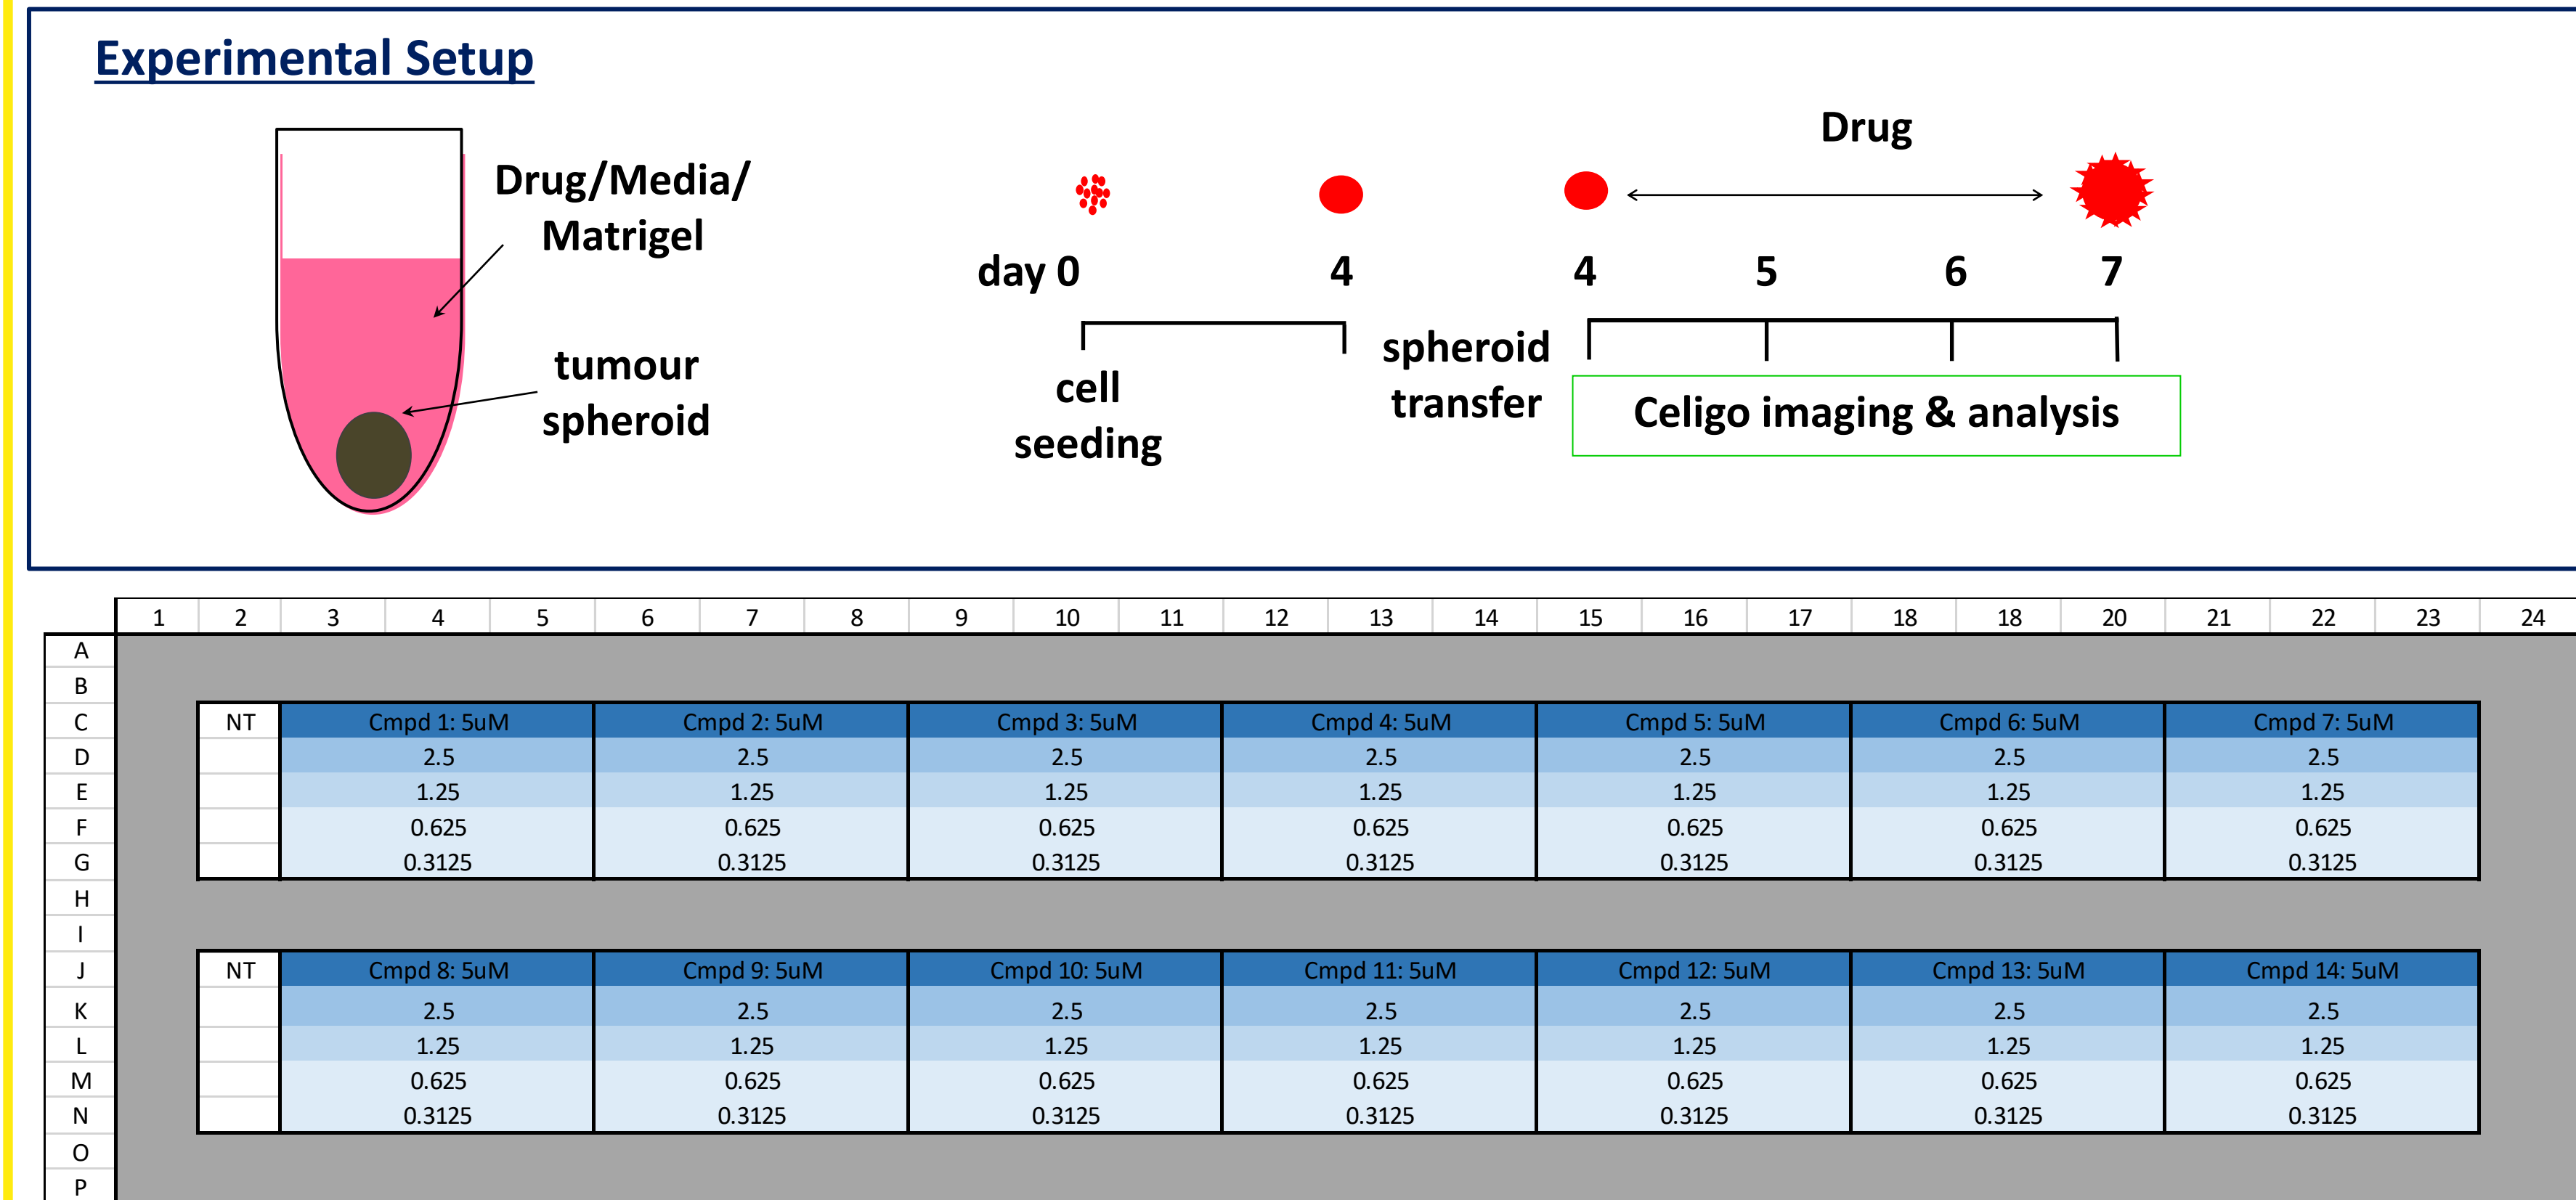 Experimental Setup
Drug/Media/
Matrigel
tumour
spheroid
Drug
day 0 4 4 5 6 7
cell
seeding
spheroid
transfer
Celigo imaging & analysis
1 2 3 4 5 6 7 8 9 10 11 12 13 14 15 16 17 18 18 20 21 22 23 24
A
B
C NT Cmpd 1: 5uM Cmpd 2: 5uM Cmpd 3: 5uM Cmpd 4: 5uM Cmpd 5: 5uM Cmpd 6: 5uM Cmpd 7: 5uM
D 2.5 2.5 2.5 2.5 2.5 2.5 2.5
E 1.25 1.25 1.25 1.25 1.25 1.25 1.25
F 0.625 0.625 0.625 0.625 0.625 0.625 0.625
G 0.3125 0.3125 0.3125 0.3125 0.3125 0.3125 0.3125
H
I
J NT Cmpd 8: 5uM Cmpd 9: 5uM Cmpd 10: 5uM Cmpd 11: 5uM Cmpd 12: 5uM Cmpd 13: 5uM Cmpd 14: 5uM
K 2.5 2.5 2.5 2.5 2.5 2.5 2.5
L 1.25 1.25 1.25 1.25 1.25 1.25 1.25
M 0.625 0.625 0.625 0.625 0.625 0.625 0.625
N 0.3125 0.3125 0.3125 0.3125 0.3125 0.3125 0.3125
O
P